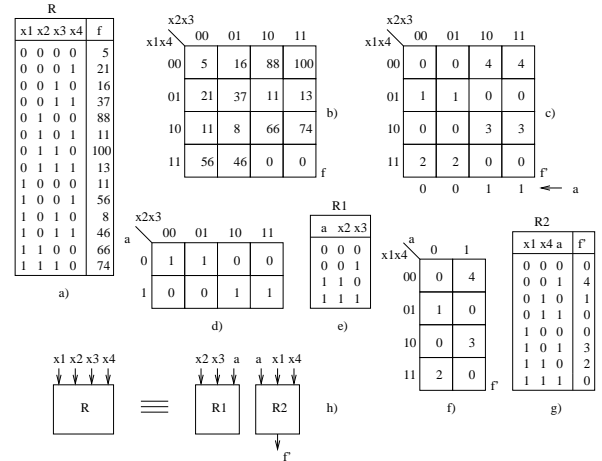 R
x1 x2 x3 x4 f
0 0 0 0 5
0 0 0 1 21
0 0 1 0 16
0 0 1 1 37
0 1 0 0 88
0 1 0 1 11
0 1 1 0 100
0 1 1 1 13
1 0 0 0 11
1 0 0 1 56
1 0 1 0 8
1 0 1 1 46
1 1 0 0 66
1 1 1 0 74
a)
x2x3
x1x4 00 01 10 11
00 5 16 88 100
01 21 37 11 13
10 11 8 66 74
11 56 46 0 0
f
b)
x2x3
x1x4 00 01 10 11
00 0 0 4 4
01 1 1 0 0
10 0 0 3 3
11 2 2 0 0
f'
0 0 1 1 a
c)
x2x3
a 00 01 10 11
0 1 1 0 0
1 0 0 1 1
d)
R1
a x2 x3
0 0 0
0 0 1
1 1 0
1 1 1
e)
a
x1x4 0 1
00 0 4
01 1 0
10 0 3
11 2 0
f'
f)
R2
x1 x4 a f'
0 0 0 0
0 0 1 4
0 1 0 1
0 1 1 0
1 0 0 0
1 0 1 3
1 1 0 2
1 1 1 0
g)
x1 x2 x3 x4
R
x2 x3 a
R1
a x1 x4
R2
f'
h)